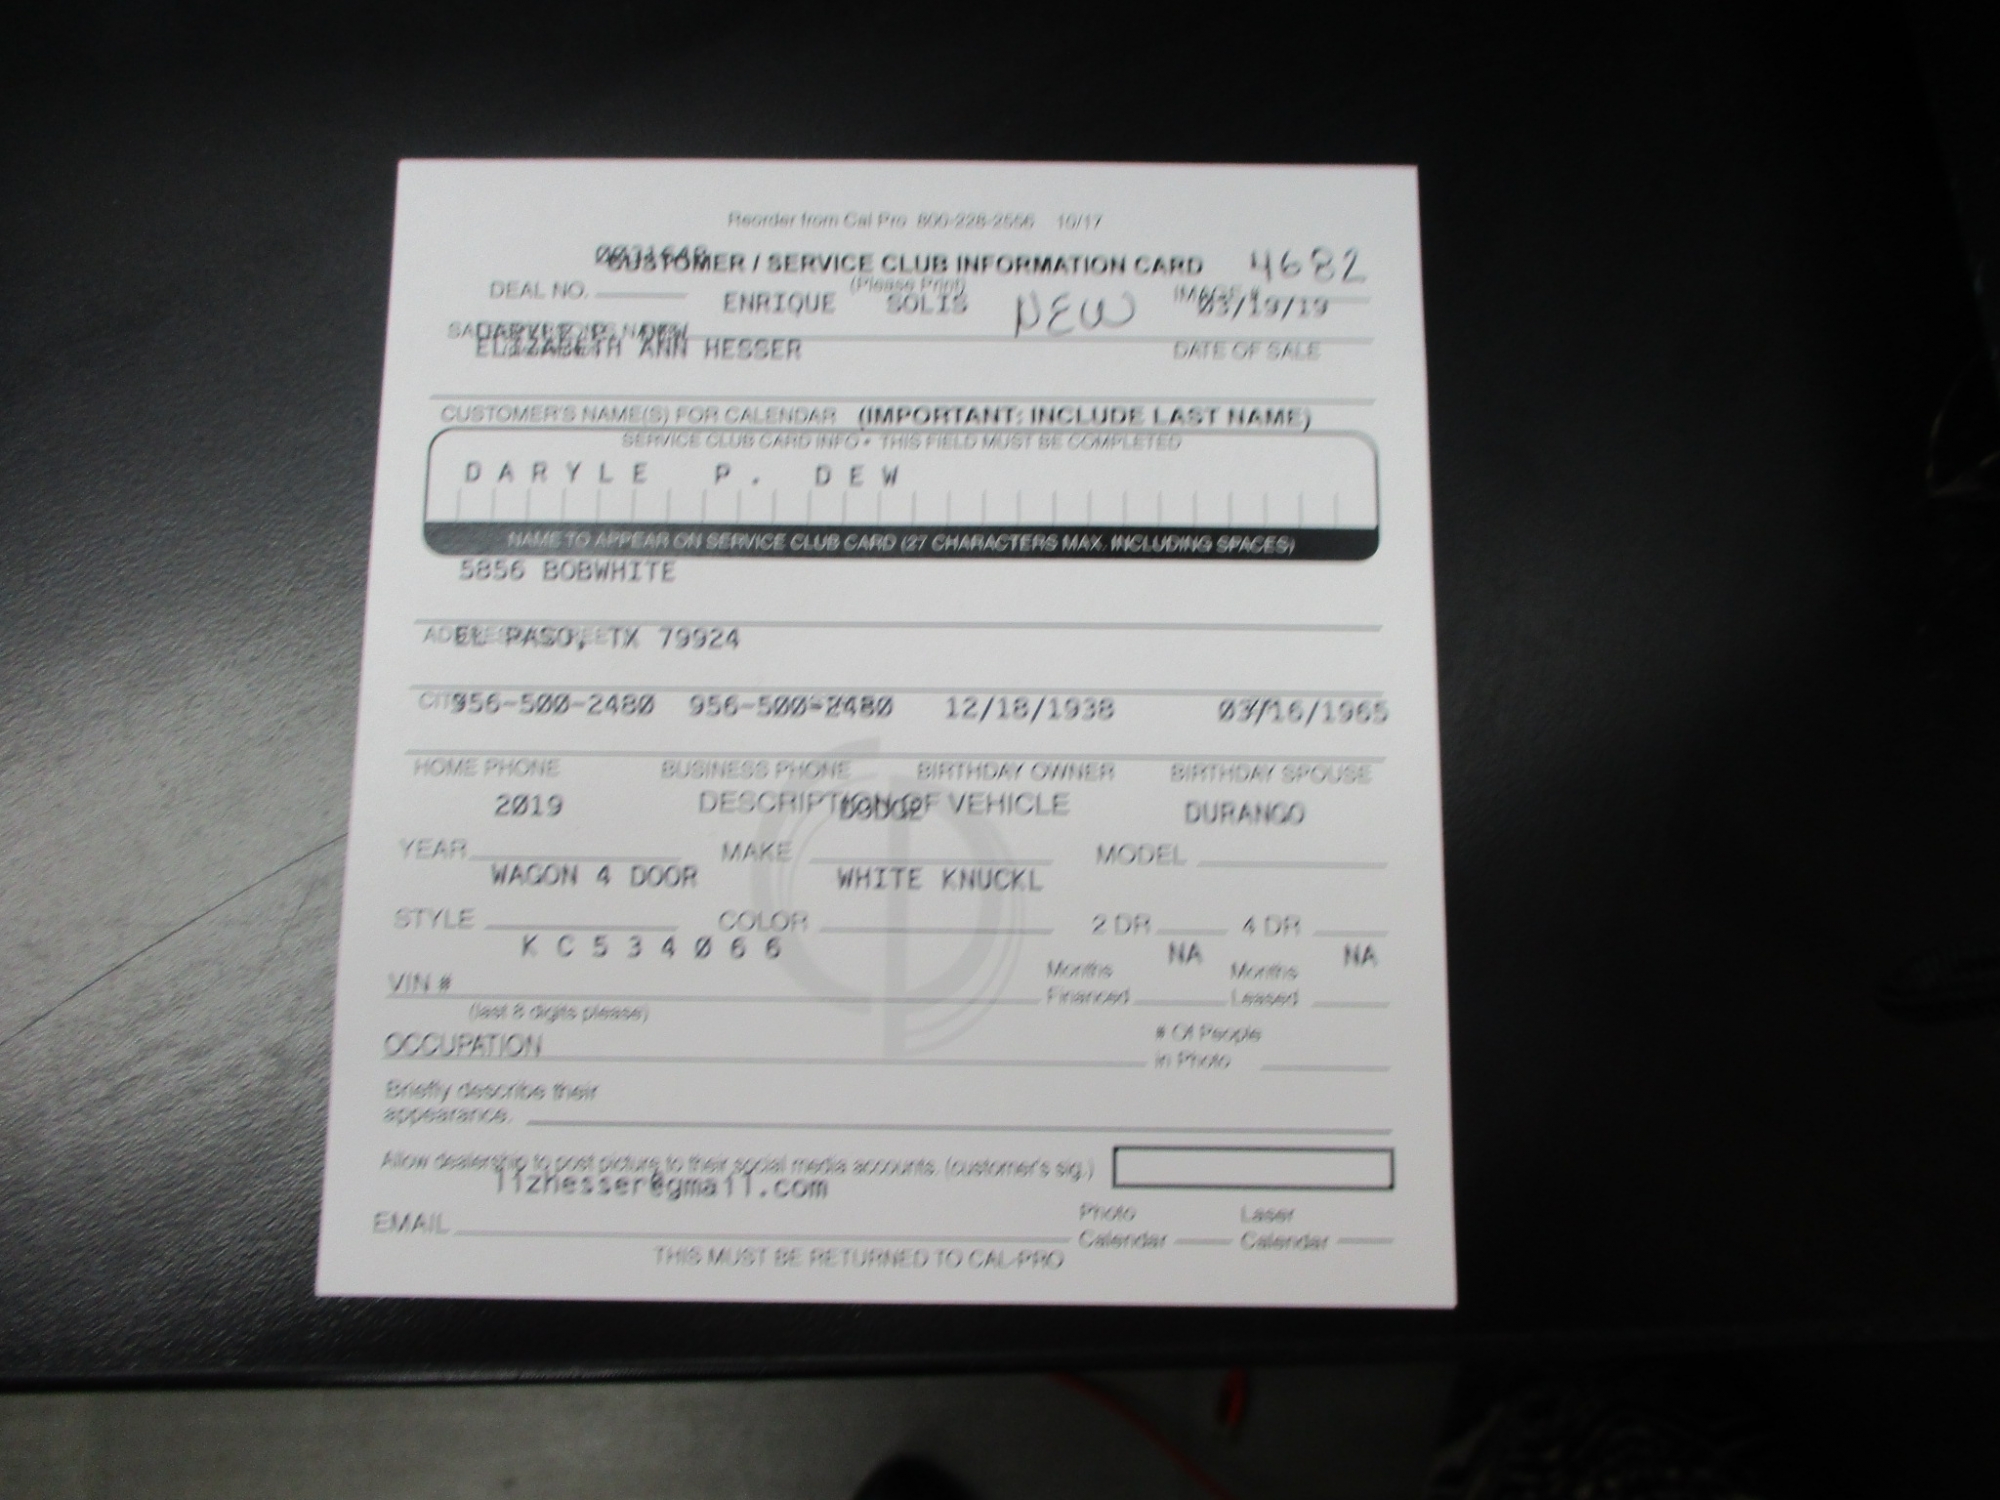 Reorder from Cal Pro 800-228-2556 10/17
CUSTOMER / SERVICE CLUB INFORMATION CARD 4682
(Please Print)
DEAL NO. IMAGE #
ENRIQUE SOLIS NEW 03/19/19
DARYLE P. DEW
ELIZABETH ANN HESSER DATE OF SALE
CUSTOMER'S NAME(S) FOR CALENDAR (IMPORTANT: INCLUDE LAST NAME)
SERVICE CLUB CARD INFO • THIS FIELD MUST BE COMPLETED
DARYLE P. DEW
NAME TO APPEAR ON SERVICE CLUB CARD (27 CHARACTERS MAX. INCLUDING SPACES)
5856 BOBWHITE
EL PASO, TX 79924
956-500-2480 956-500-2480 12/18/1938 03/16/1965
HOME PHONE BUSINESS PHONE BIRTHDAY OWNER BIRTHDAY SPOUSE
DESCRIPTION OF VEHICLE
2019 DODGE DURANGO
YEAR MAKE MODEL
WAGON 4 DOOR WHITE KNUCKL
STYLE COLOR 2 DR 4 DR
KC534066 NA NA
VIN # Months Financed Months Leased
(last 8 digits please)
OCCUPATION # Of People in Photo
Briefly describe their
appearance.
Allow dealership to post picture to their social media accounts. (customer's sig.)
lizhesser@gmail.com
EMAIL Photo Calendar Laser Calendar
THIS MUST BE RETURNED TO CAL-PRO